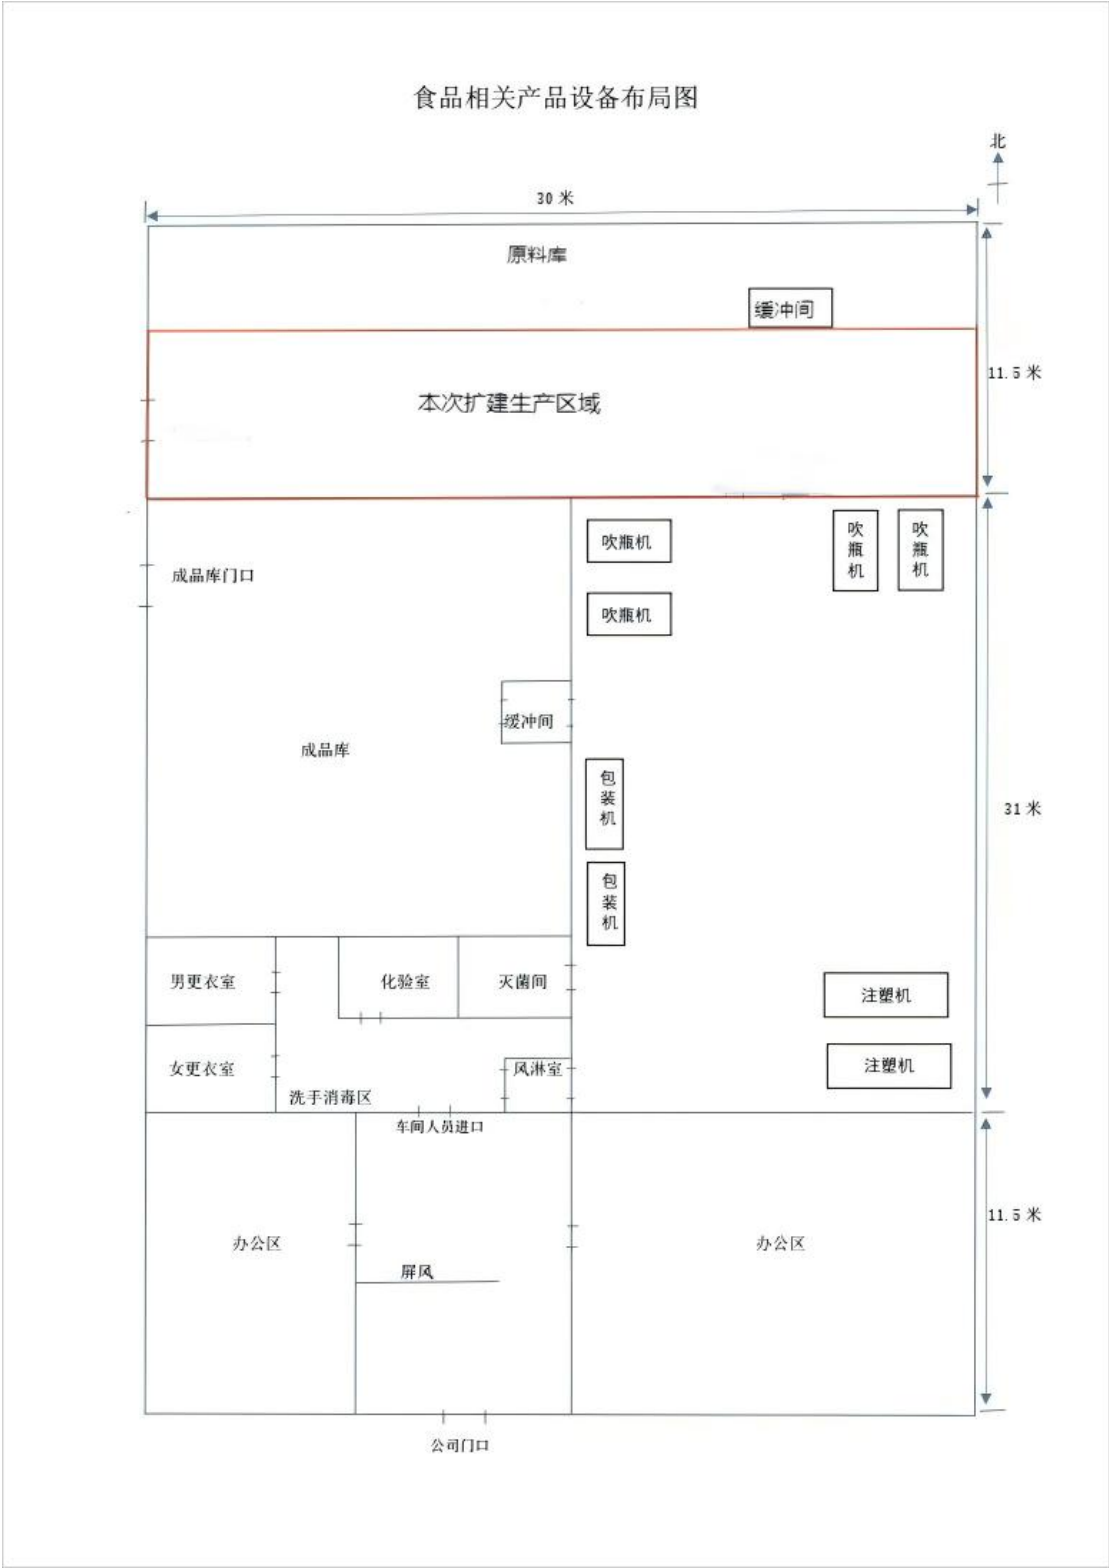 食品相关产品设备布局图
北
30 米
原料库
缓冲间
11.5 米
本次扩建生产区域
吹瓶机
吹瓶机
吹瓶机
成品库门口
吹瓶机
缓冲间
成品库
包装机
31 米
包装机
男更衣室
化验室
灭菌间
注塑机
女更衣室
风淋室
注塑机
洗手消毒区
车间人员进口
11.5 米
办公区
办公区
屏风
公司门口